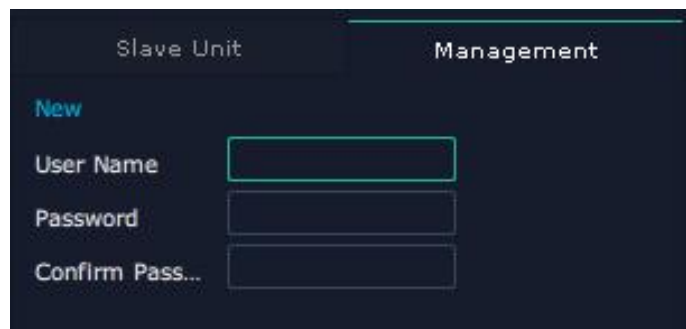 Slave Unit Management
New
User Name
Password
Confirm Pass...